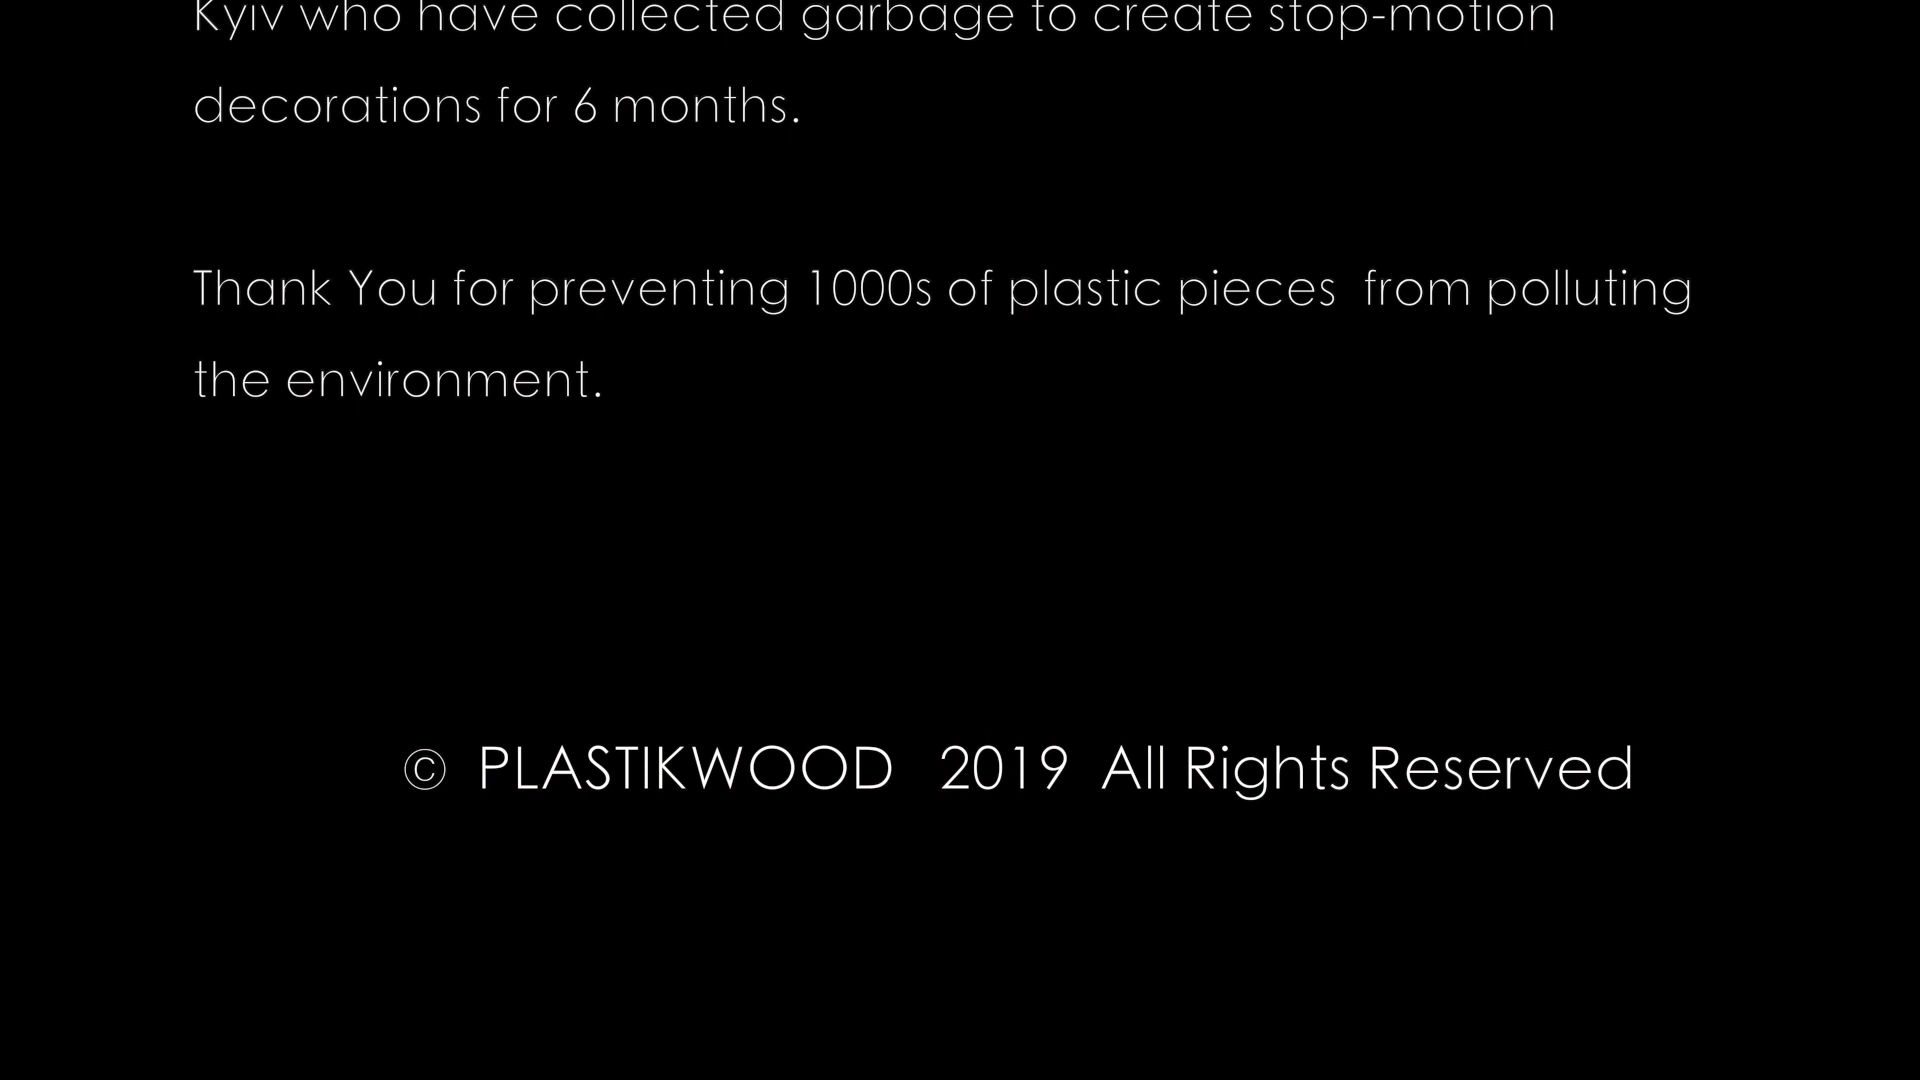 Kyiv who have collected garbage to create stop-motion
decorations for 6 months.
Thank You for preventing 1000s of plastic pieces  from polluting
the environment.
©  PLASTIKWOOD   2019  All Rights Reserved